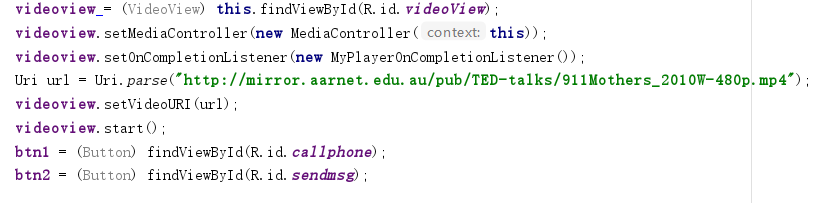 videoview = (VideoView) this.findViewById(R.id.videoView);
videoview.setMediaController(new MediaController( context: this));
videoview.setOnCompletionListener(new MyPlayerOnCompletionListener());
Uri url = Uri.parse("http://mirror.aarnet.edu.au/pub/TED-talks/911Mothers_2010W-480p.mp4");
videoview.setVideoURI(url);
videoview.start();
btn1 = (Button) findViewById(R.id.callphone);
btn2 = (Button) findViewById(R.id.sendmsg);